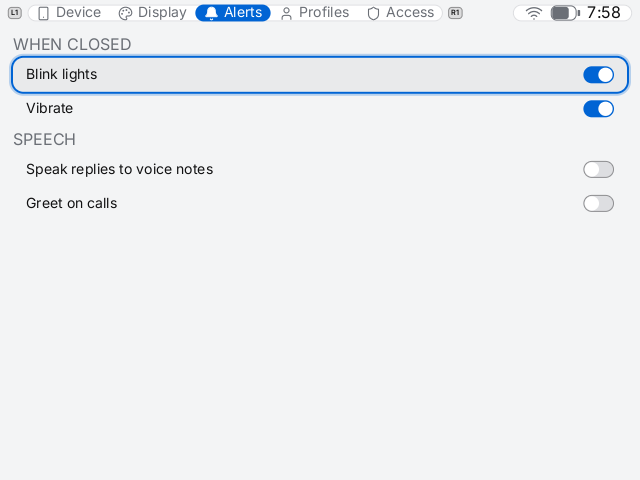 L1 Device Display Alerts Profiles Access R1 7:58
WHEN CLOSED
Blink lights
Vibrate
SPEECH
Speak replies to voice notes
Greet on calls